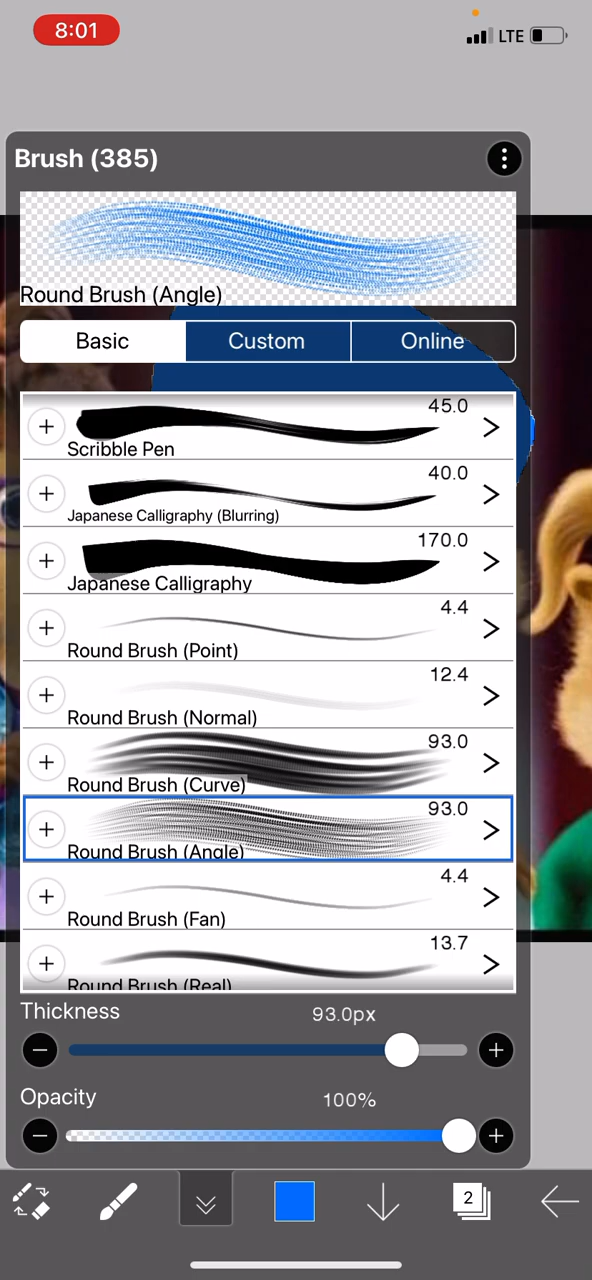 8:01
LTE
Brush (385)
Round Brush (Angle)
Basic
Custom
Online
45.0
Scribble Pen
40.0
Japanese Calligraphy (Blurring)
170.0
Japanese Calligraphy
4.4
Round Brush (Point)
12.4
Round Brush (Normal)
93.0
Round Brush (Curve)
93.0
Round Brush (Angle)
4.4
Round Brush (Fan)
13.7
Round Brush (Real)
Thickness
93.0px
Opacity
100%
2